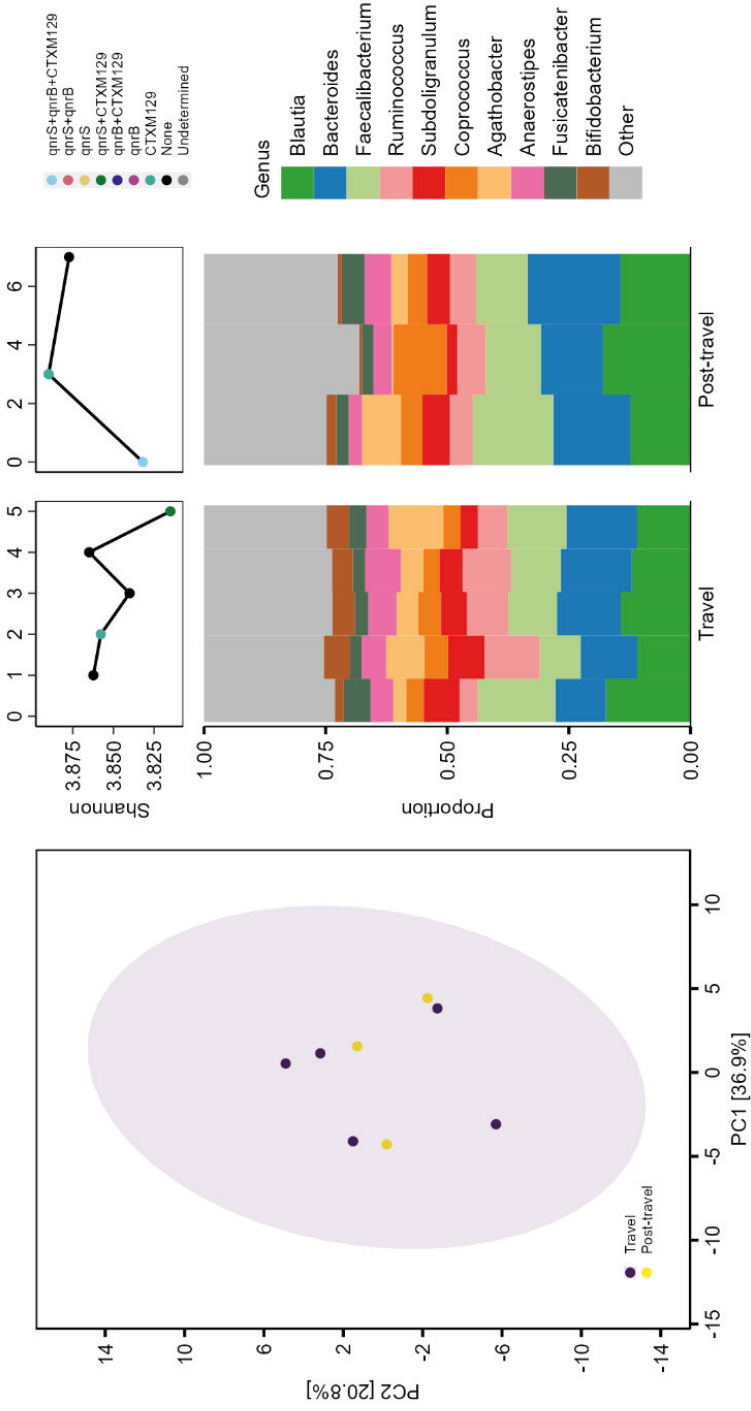 14
10
6
2
-2
-6
-10
-14
PC2 [20.8%]
-15
-10
-5
0
5
10
PC1 [36.9%]
Travel
Post-travel
Shannon
3.875
3.850
3.825
0
1
2
3
4
5
0
2
4
6
qnrS+qnrB+CTXM129
qnrS+qnrB
qnrS
qnrS+CTXM129
qnrB+CTXM129
qnrB
CTXM129
None
Undetermined
Proportion
1.00
0.75
0.50
0.25
0.00
Travel
Post-travel
Genus
Blautia
Bacteroides
Faecalibacterium
Ruminococcus
Subdoligranulum
Coprococcus
Agathobacter
Anaerostipes
Fusicatenibacter
Bifidobacterium
Other